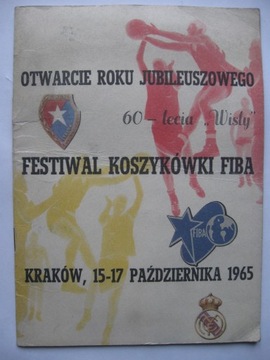 OTWARCIE ROKU JUBILEUSZOWEGO
60-lecia „Wisły”
FESTIWAL KOSZYKÓWKI FIBA
FIBA
KRAKÓW, 15-17 PAŹDZIERNIKA 1965